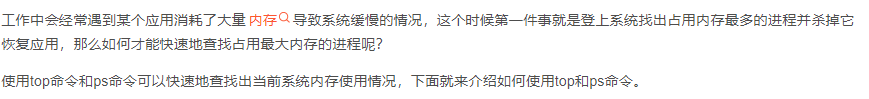 工作中会经常遇到某个应用消耗了大量 内存 导致系统缓慢的情况，这个时候第一件事就是登上系统找出占用内存最多的进程并杀掉它
恢复应用，那么如何才能快速地查找占用最大内存的进程呢?
使用top命令和ps命令可以快速地查找出当前系统内存使用情况，下面就来介绍如何使用top和ps命令。